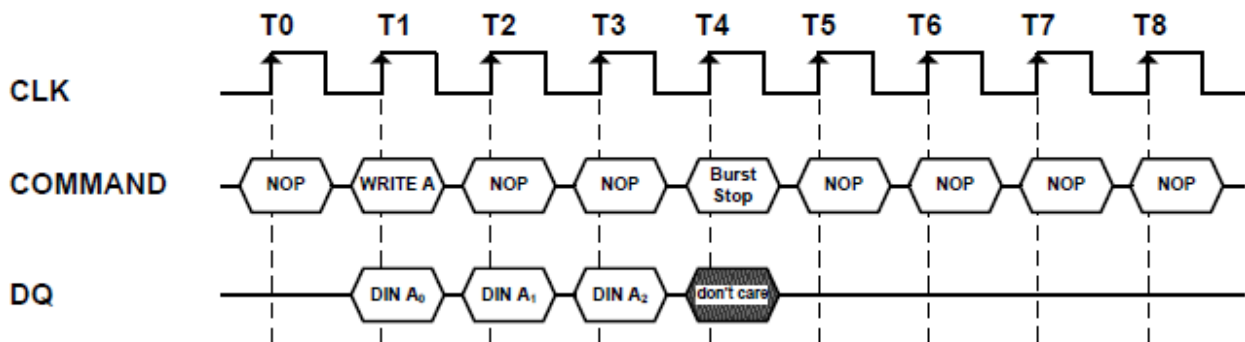 T0 T1 T2 T3 T4 T5 T6 T7 T8
CLK
COMMAND NOP WRITE A NOP NOP Burst Stop NOP NOP NOP NOP
DQ DIN A₀ DIN A₁ DIN A₂ don't care